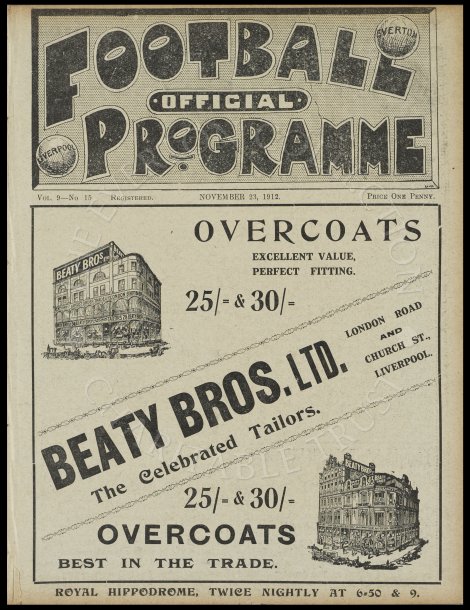 FOOTBALL
EVERTON
OFFICIAL
LIVERPOOL
PROGRAMME
VOL. 9—No 15 REGISTERED. NOVEMBER 23, 1912. PRICE ONE PENNY.
OVERCOATS
EXCELLENT VALUE,
PERFECT FITTING.
BEATY BROS
25/= & 30/=
LONDON ROAD
AND
CHURCH ST.,
LIVERPOOL.
BEATY BROS. LTD.
The Celebrated Tailors.
25/= & 30/=
OVERCOATS
BEST IN THE TRADE.
ROYAL HIPPODROME, TWICE NIGHTLY AT 6-50 & 9.